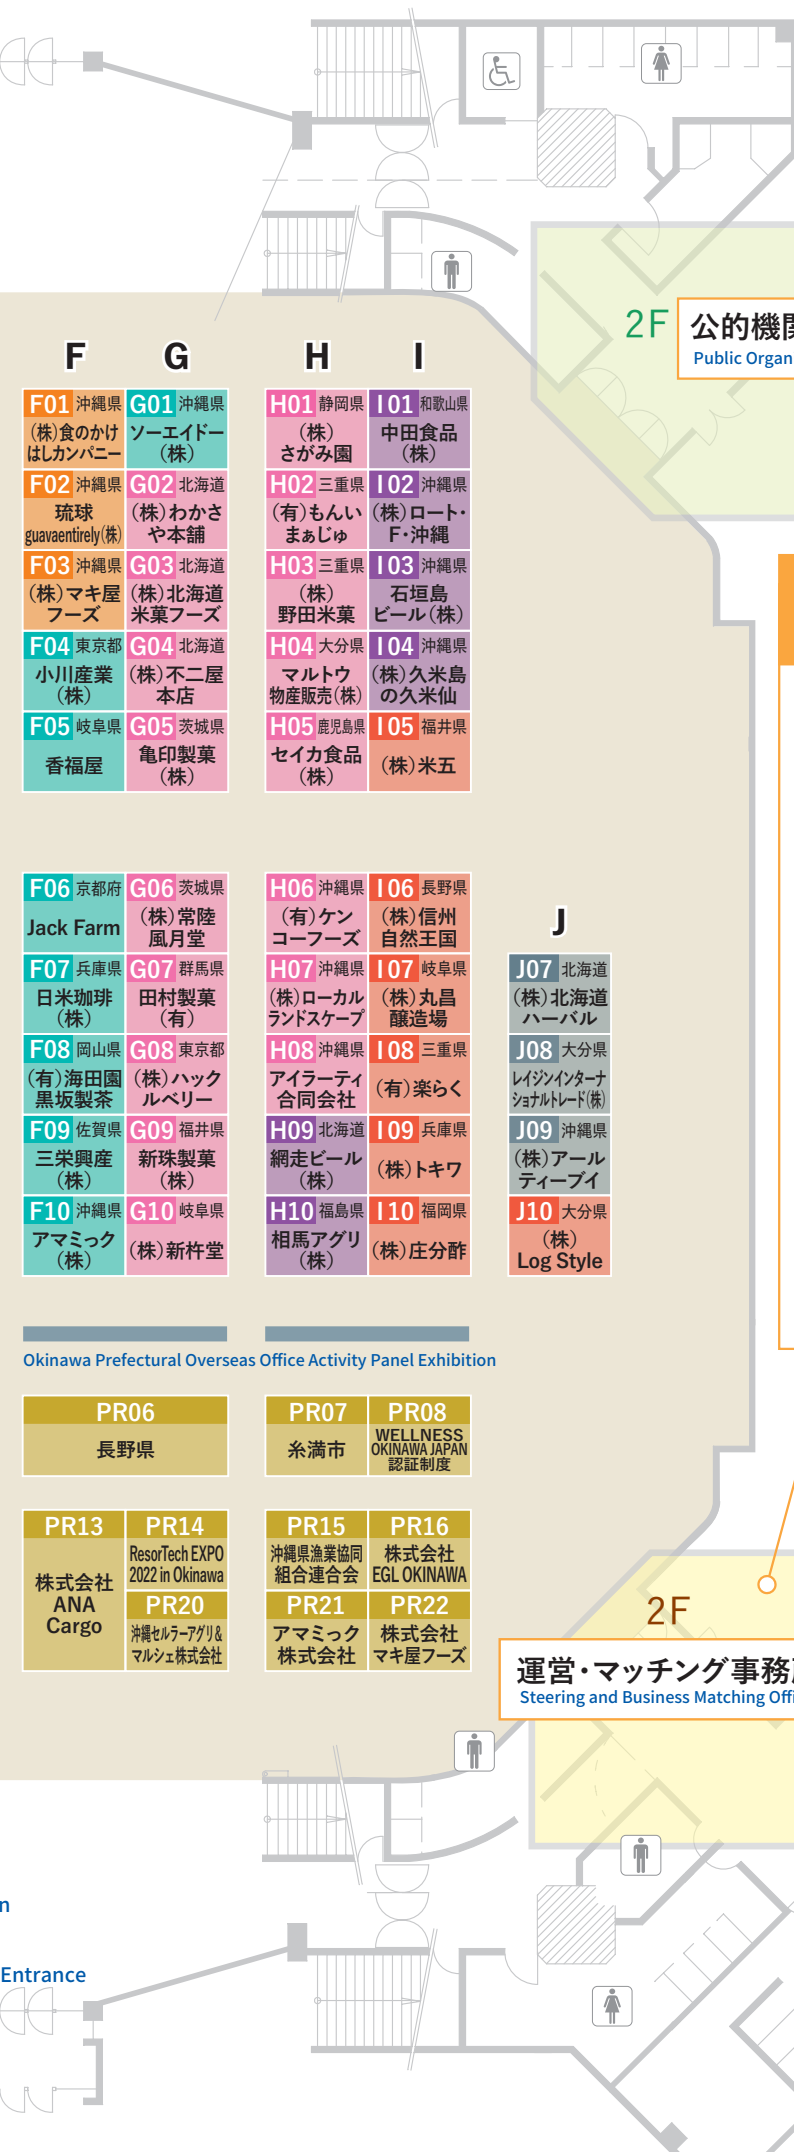 2F
公的機関
Public Organ
F
G
H
I
F01 沖縄県
(株)食のかけ
はしカンパニー
G01 沖縄県
ソーエイドー
(株)
H01 静岡県
(株)
さがみ園
I01 和歌山県
中田食品
(株)
F02 沖縄県
琉球
guavaentirely(株)
G02 北海道
(株)わかさ
や本舗
H02 三重県
(有)もんい
まぁじゅ
I02 沖縄県
(株)ロート・
F・沖縄
F03 沖縄県
(株)マキ屋
フーズ
G03 北海道
(株)北海道
米菓フーズ
H03 三重県
(株)
野田米菓
I03 沖縄県
石垣島
ビール(株)
F04 東京都
小川産業
(株)
G04 北海道
(株)不二屋
本店
H04 大分県
マルトウ
物産販売(株)
I04 沖縄県
(株)久米島
の久米仙
F05 岐阜県
香福屋
G05 茨城県
亀印製菓
(株)
H05 鹿児島県
セイカ食品
(株)
I05 福井県
(株)米五
F06 京都府
Jack Farm
G06 茨城県
(株)常陸
風月堂
H06 沖縄県
(有)ケン
コーフーズ
I06 長野県
(株)信州
自然王国
J
F07 兵庫県
日米珈琲
(株)
G07 群馬県
田村製菓
(有)
H07 沖縄県
(株)ローカル
ランドスケープ
I07 岐阜県
(株)丸昌
醸造場
J07 北海道
(株)北海道
ハーバル
F08 岡山県
(有)海田園
黒坂製茶
G08 東京都
(株)ハック
ルベリー
H08 沖縄県
アイラーティ
合同会社
I08 三重県
(有)楽らく
J08 大分県
レイジンインターナ
ショナルトレード(株)
F09 佐賀県
三栄興産
(株)
G09 福井県
新珠製菓
(株)
H09 北海道
網走ビール
(株)
I09 兵庫県
(株)トキワ
J09 沖縄県
(株)アール
ティーブイ
F10 沖縄県
アマミック
(株)
G10 岐阜県
(株)新杵堂
H10 福島県
相馬アグリ
(株)
I10 福岡県
(株)庄分酢
J10 大分県
(株)
Log Style
Okinawa Prefectural Overseas Office Activity Panel Exhibition
PR06
長野県
PR07
糸満市
PR08
WELLNESS
OKINAWA JAPAN
認証制度
PR13
株式会社
ANA
Cargo
PR14
ResorTech EXPO
2022 in Okinawa
PR15
沖縄県漁業協同
組合連合会
PR16
株式会社
EGL OKINAWA
PR20
沖縄セルラーアグリ&
マルシェ株式会社
PR21
アマミック
株式会社
PR22
株式会社
マキ屋フーズ
2F
運営・マッチング事務
Steering and Business Matching Offi
n
Entrance